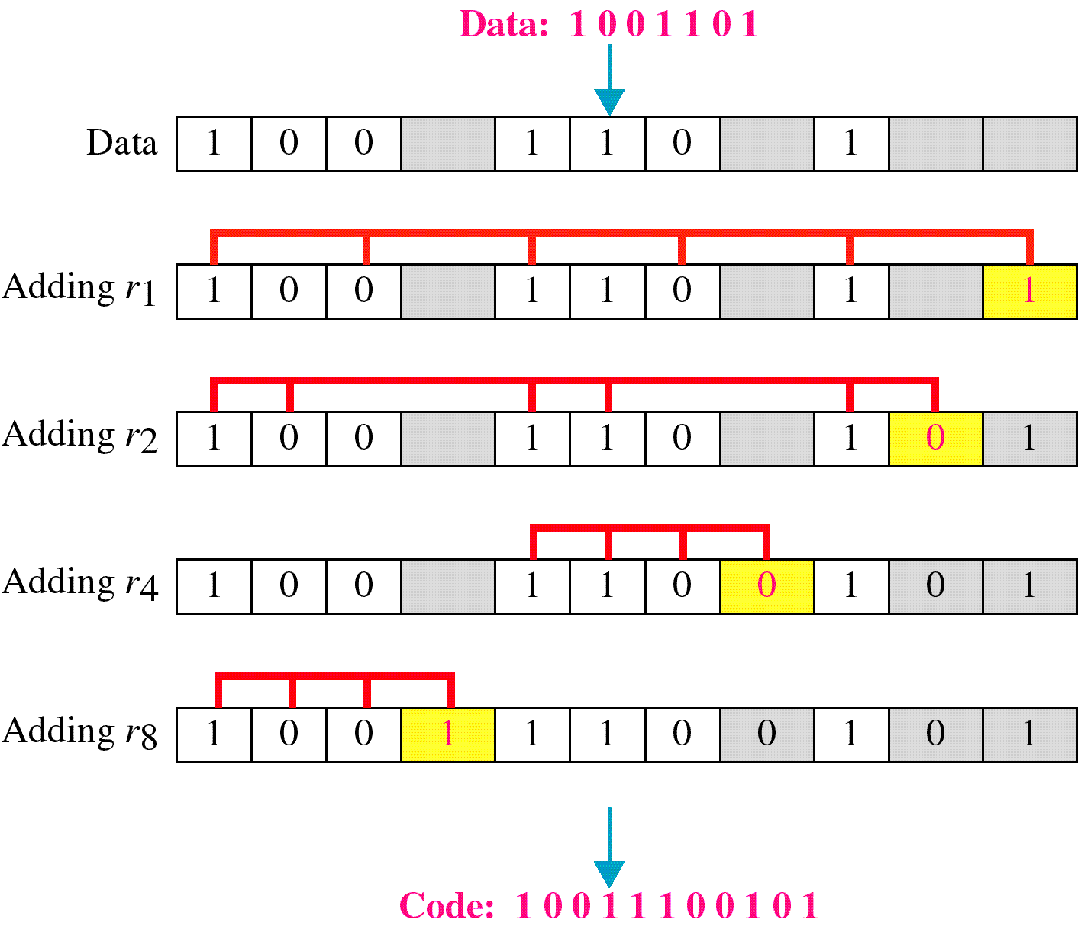 Data: 1 0 0 1 1 0 1
Data 1 0 0 1 1 0 1
Adding r1 1 0 0 1 1 0 1 1
Adding r2 1 0 0 1 1 0 1 0 1
Adding r4 1 0 0 1 1 0 0 1 0 1
Adding r8 1 0 0 1 1 1 0 0 1 0 1
Code: 1 0 0 1 1 1 0 0 1 0 1